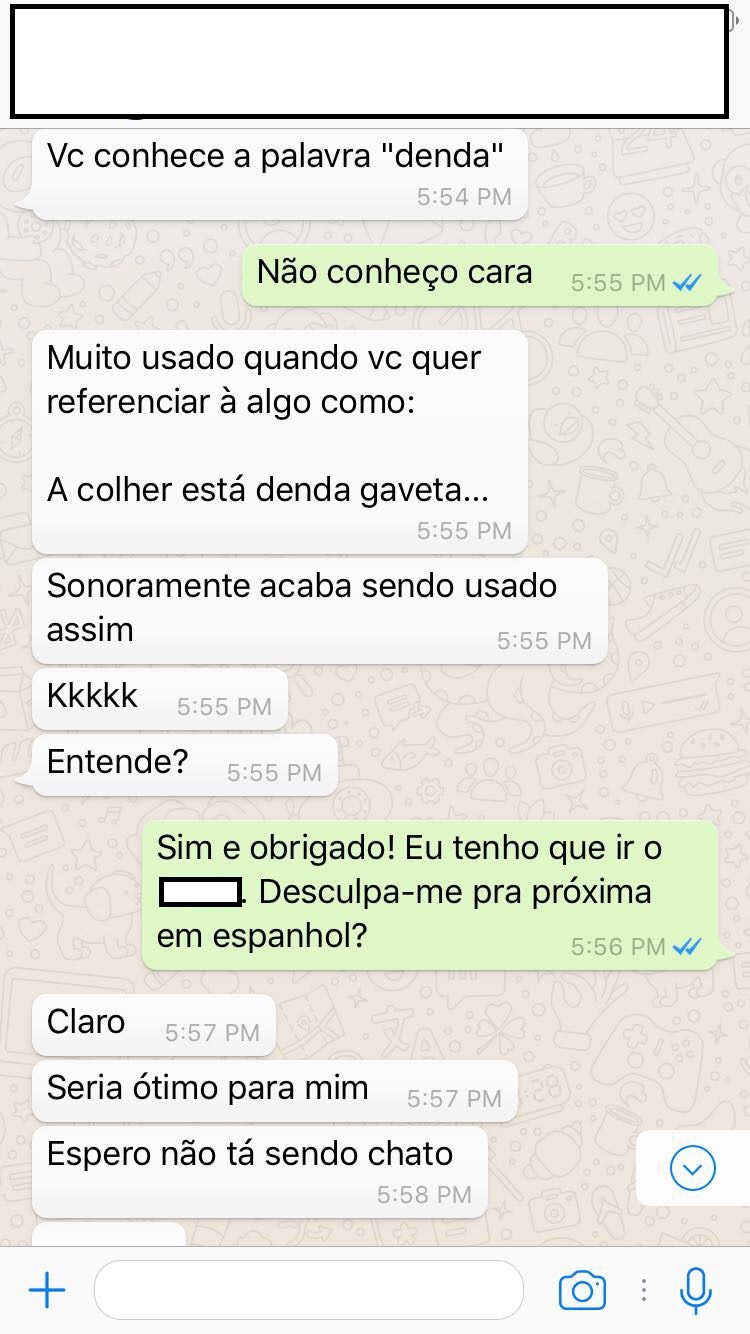 Vc conhece a palavra "denda"
5:54 PM
Não conheço cara 5:55 PM
Muito usado quando vc quer
referenciar à algo como:
A colher está denda gaveta...
5:55 PM
Sonoramente acaba sendo usado
assim 5:55 PM
Kkkkk 5:55 PM
Entende? 5:55 PM
Sim e obrigado! Eu tenho que ir o
. Desculpa-me pra próxima
em espanhol? 5:56 PM
Claro 5:57 PM
Seria ótimo para mim 5:57 PM
Espero não tá sendo chato
5:58 PM